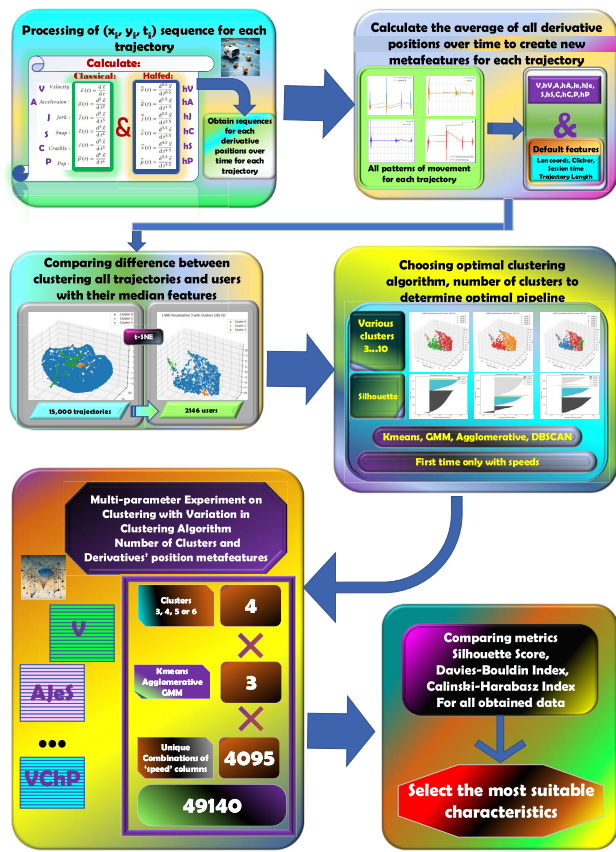 Processing of (xᵢ, yᵢ, tᵢ) sequence for each
trajectory
Calculate:
Classical:
Halfed:
V Velocity
A Acceleration:
J Jerk:
S Snap:
C Crackle:
P Pop:
&
hV
hA
hJ
hC
hS
hP
Obtain sequences
for each
derivative
positions over
time for each
trajectory
Calculate the average of all derivative
positions over time to create new
metafeatures for each trajectory
All patterns of movement
for each trajectory
V,hV,A,hA,Je,hJe,
S,hS,C,hC,P,hP
&
Default features
Len coords, Clicker,
Session time
Trajectory Length
Comparing difference between
clustering all trajectories and users
with their median features
t-SNE
15,000 trajectories
2146 users
Choosing optimal clustering
algorithm, number of clusters to
determine optimal pipeline
Various
clusters
3...10
Silhouette
Kmeans, GMM, Agglomerative, DBSCAN
First time only with speeds
Multi-parameter Experiment on
Clustering with Variation in
Clustering Algorithm
Number of Clusters and
Derivatives' position metafeatures
V
AJeS
•••
VChP
Clusters
3, 4, 5 or 6
4
×
Kmeans
Agglomerative
GMM
3
×
Unique
Combinations of
'speed' columns
4095
49140
Comparing metrics
Silhouette Score,
Davies-Bouldin Index,
Calinski-Harabasz Index
For all obtained data
Select the most suitable
characteristics